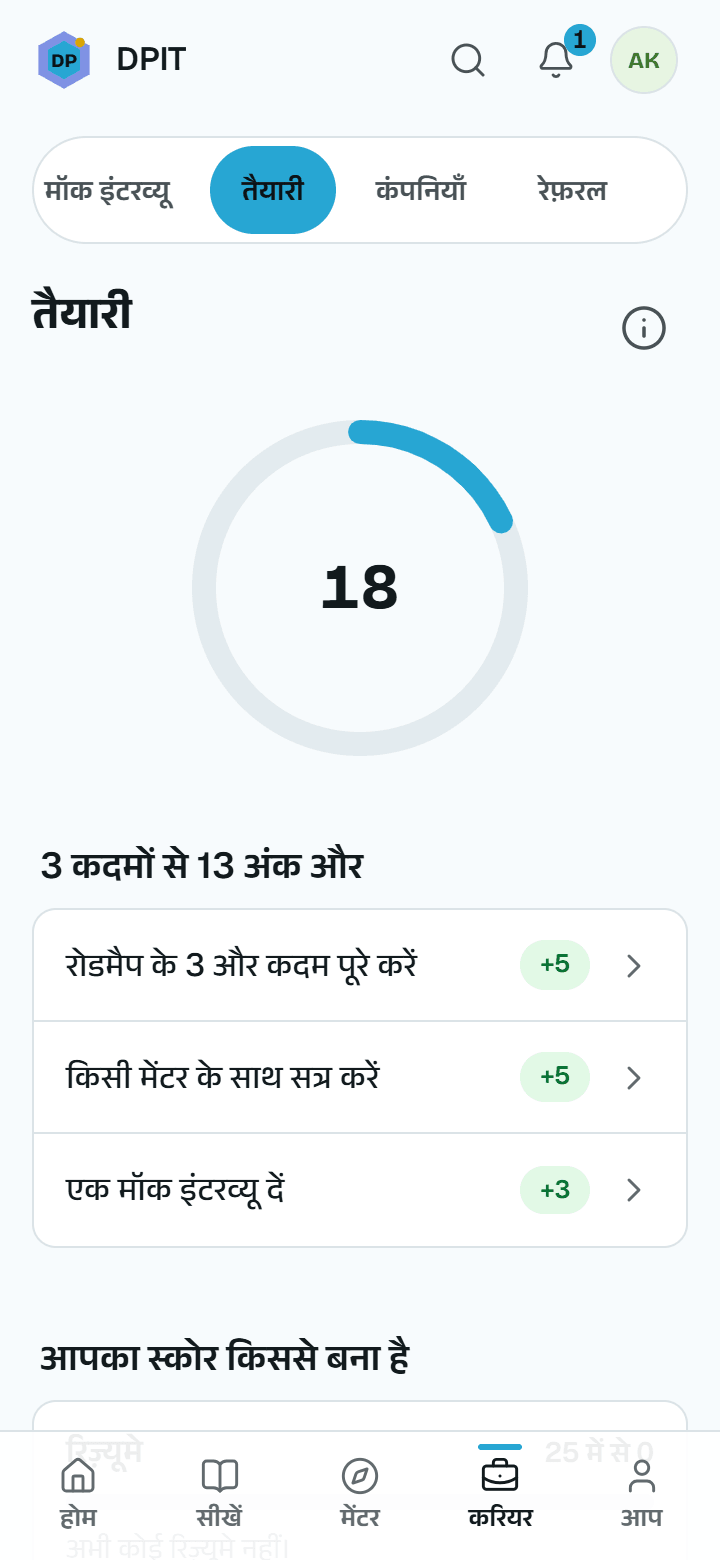 DP
DPIT
1
AK
मॉक इंटरव्यू
तैयारी
कंपनियाँ
रेफ़रल
तैयारी
18
3 कदमों से 13 अंक और
रोडमैप के 3 और कदम पूरे करें
+5
किसी मेंटर के साथ सत्र करें
+5
एक मॉक इंटरव्यू दें
+3
आपका स्कोर किससे बना है
रिज्यूमे
25 में से 0
होम
सीखें
मेंटर
करियर
आप
अभी कोई रिज्यूमे नहीं।